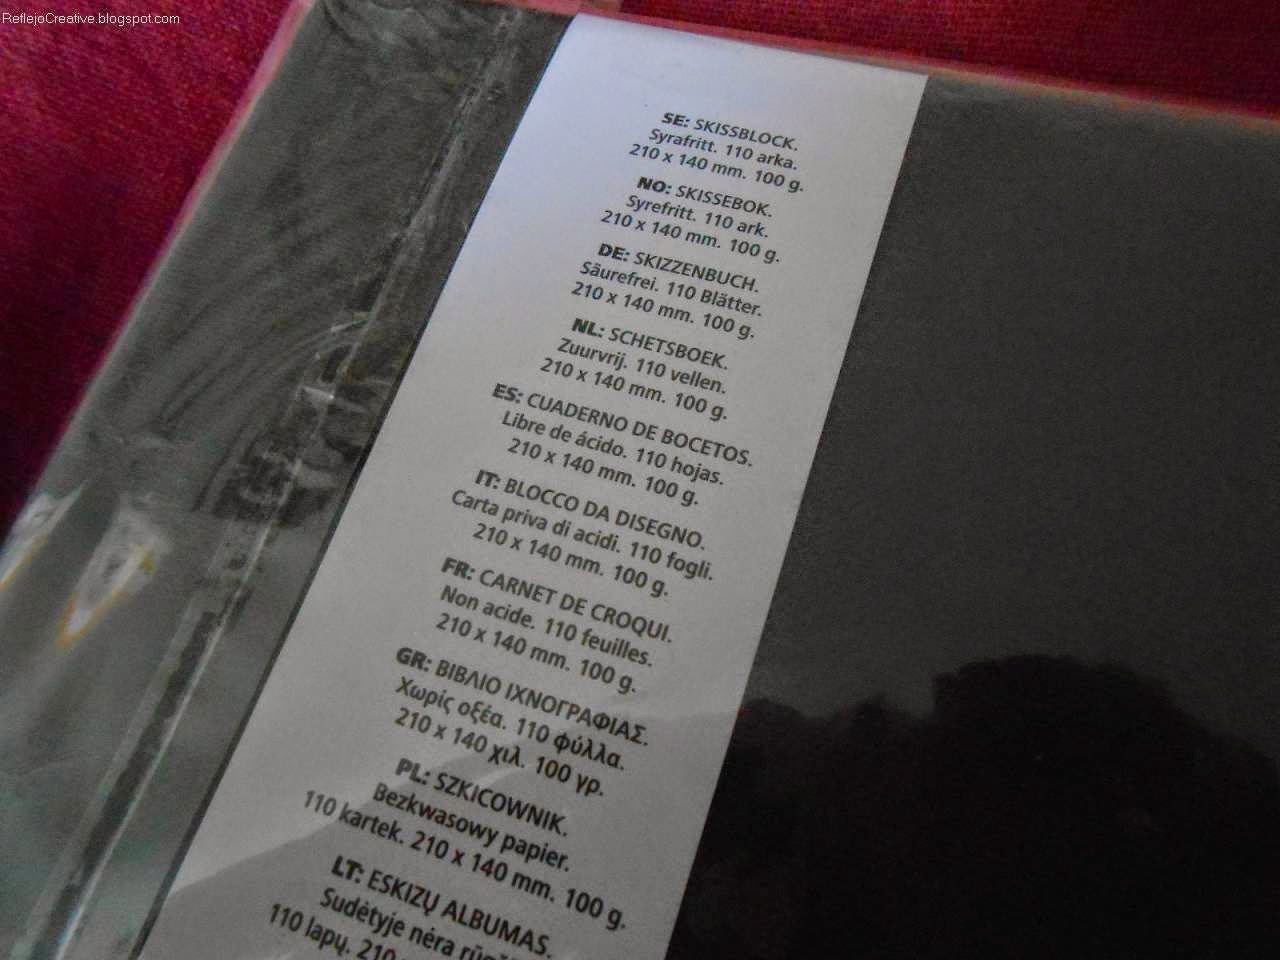 ReflejoCreative.blogspot.com
SE: SKISSBLOCK.
Syrafritt. 110 arka.
210 x 140 mm. 100 g.
NO: SKISSEBOK.
Syrefritt. 110 ark.
210 x 140 mm. 100 g.
DE: SKIZZENBUCH.
Säurefrei. 110 Blätter.
210 x 140 mm. 100 g.
NL: SCHETSBOEK.
Zuurvrij. 110 vellen.
210 x 140 mm. 100 g.
ES: CUADERNO DE BOCETOS.
Libre de ácido. 110 hojas.
210 x 140 mm. 100 g.
IT: BLOCCO DA DISEGNO.
Carta priva di acidi. 110 fogli.
210 x 140 mm. 100 g.
FR: CARNET DE CROQUI.
Non acide. 110 feuilles.
210 x 140 mm. 100 g.
GR: ΒΙΒΛΙΟ ΙΧΝΟΓΡΑΦΙΑΣ.
Χωρίς οξέα. 110 φύλλα.
210 x 140 χιλ. 100 γρ.
PL: SZKICOWNIK.
Bezkwasowy papier.
110 kartek. 210 x 140 mm. 100 g.
LT: ESKIZŲ ALBUMAS.
Sudėtyje nėra
110 lapų. 210